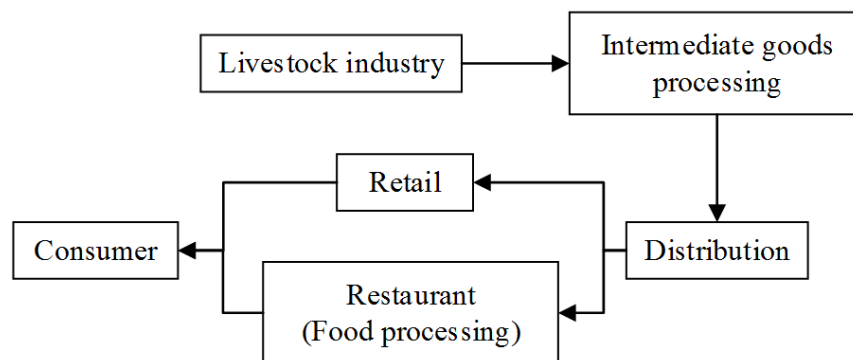 Livestock industry
Intermediate goods
processing
Retail
Consumer
Distribution
Restaurant
(Food processing)